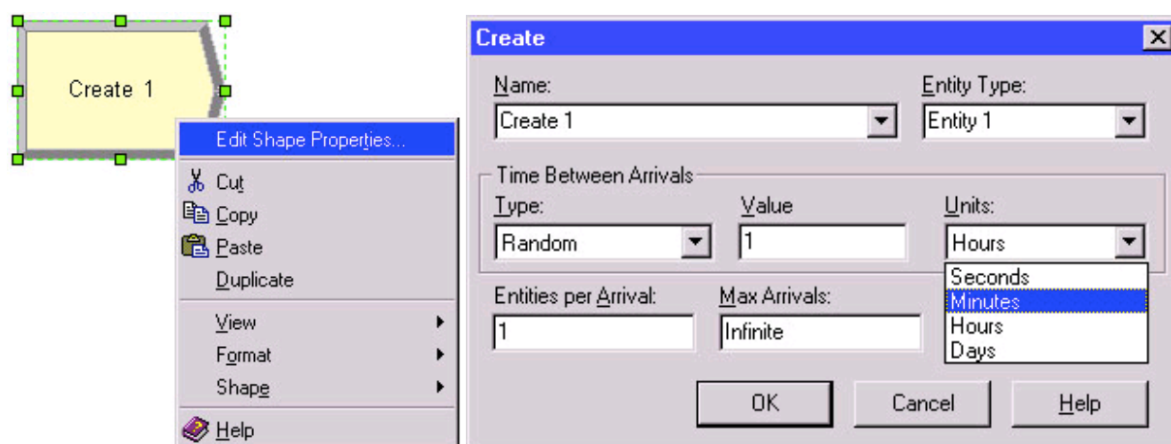 Create 1
Edit Shape Properties...
Cut
Copy
Paste
Duplicate
View
Format
Shape
Help
Create
Name:
Entity Type:
Create 1
Entity 1
Time Between Arrivals
Type:
Value
Units:
Random
1
Hours
Seconds
Minutes
Hours
Days
Entities per Arrival:
Max Arrivals:
1
Infinite
OK
Cancel
Help